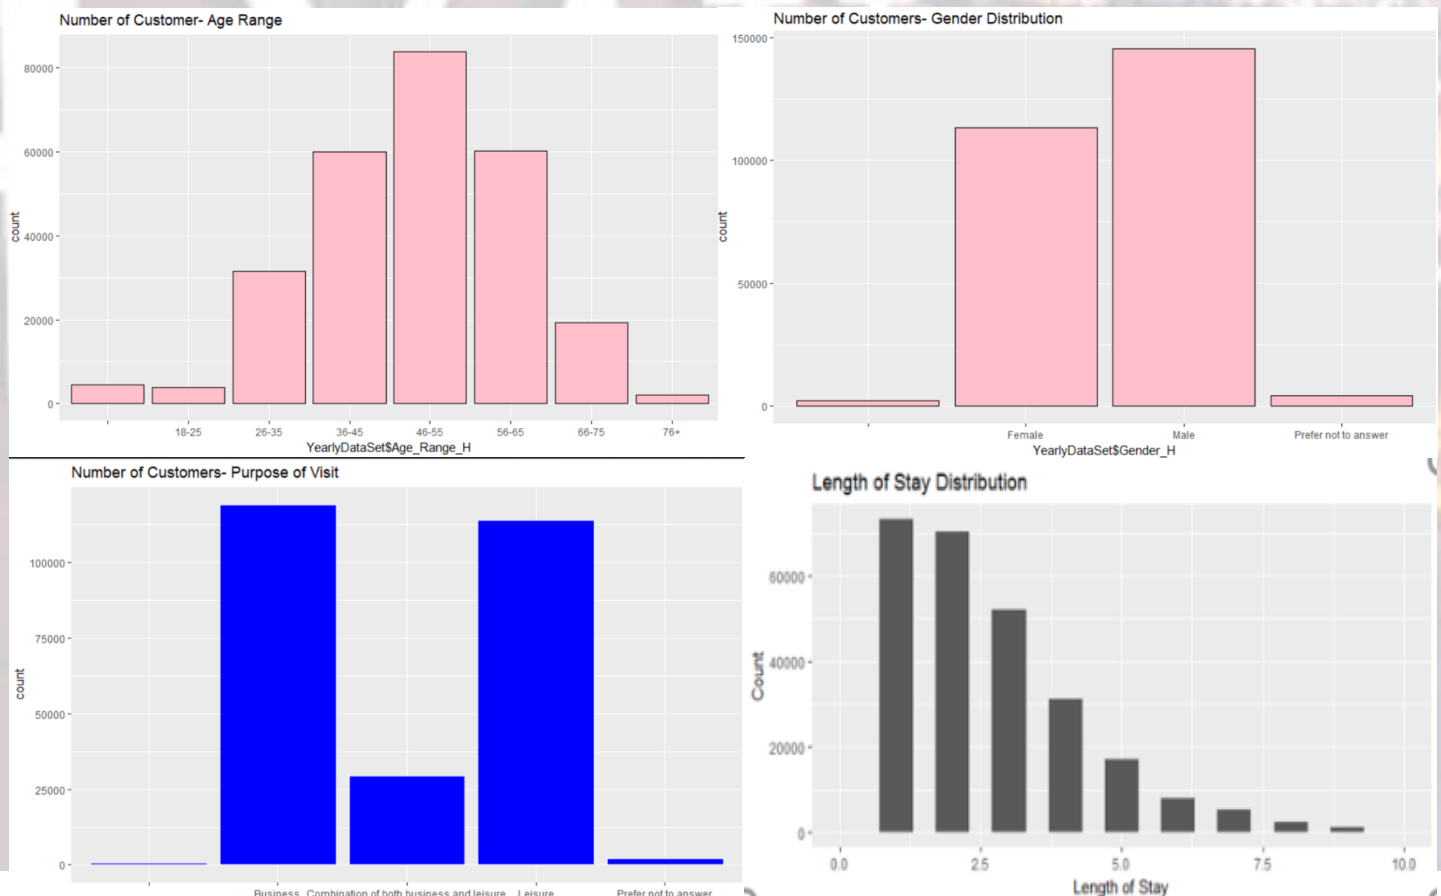 Number of Customer- Age Range
80000
60000
40000
20000
0
count
18-25 26-35 36-45 46-55 56-65 66-75 76+
YearlyDataSet$Age_Range_H
Number of Customers- Gender Distribution
150000
100000
50000
0
count
Female Male Prefer not to answer
YearlyDataSet$Gender_H
Number of Customers- Purpose of Visit
100000
75000
50000
25000
0
count
Business Combination of both business and leisure Leisure Prefer not to answer
Length of Stay Distribution
60000
40000
20000
0
Count
0.0 2.5 5.0 7.5 10.0
Length of Stay